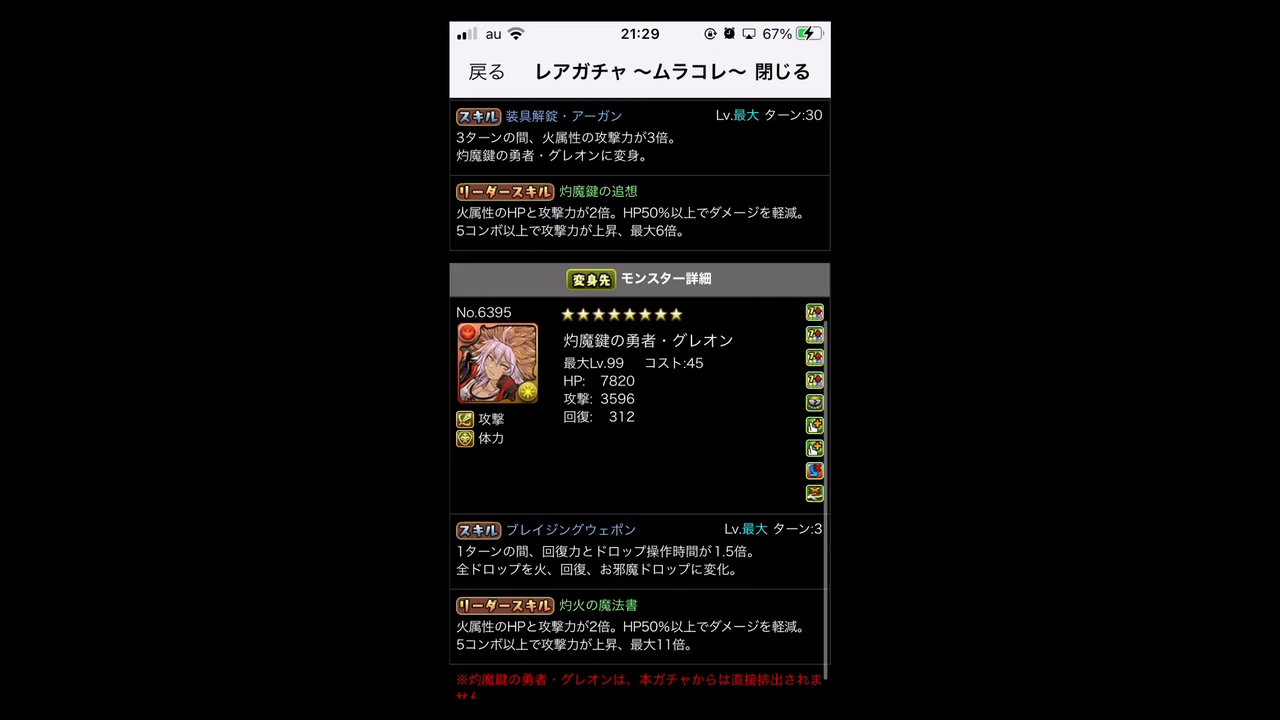 au 21:29 67%
戻る レアガチャ ～ムラコレ～ 閉じる
スキル 装具解錠・アーガン Lv.最大 ターン:30
3ターンの間、火属性の攻撃力が3倍。
灼魔鍵の勇者・グレオンに変身。
リーダースキル 灼魔鍵の追想
火属性のHPと攻撃力が2倍。HP50%以上でダメージを軽減。
5コンボ以上で攻撃力が上昇、最大6倍。
変身先 モンスター詳細
No.6395 ★★★★★★★★
灼魔鍵の勇者・グレオン
最大Lv.99 コスト:45
HP: 7820
攻撃: 3596
回復: 312
攻撃
体力
スキル ブレイジングウェポン Lv.最大 ターン:3
1ターンの間、回復力とドロップ操作時間が1.5倍。
全ドロップを火、回復、お邪魔ドロップに変化。
リーダースキル 灼火の魔法書
火属性のHPと攻撃力が2倍。HP50%以上でダメージを軽減。
5コンボ以上で攻撃力が上昇、最大11倍。
※灼魔鍵の勇者・グレオンは、本ガチャからは直接排出されま
せん